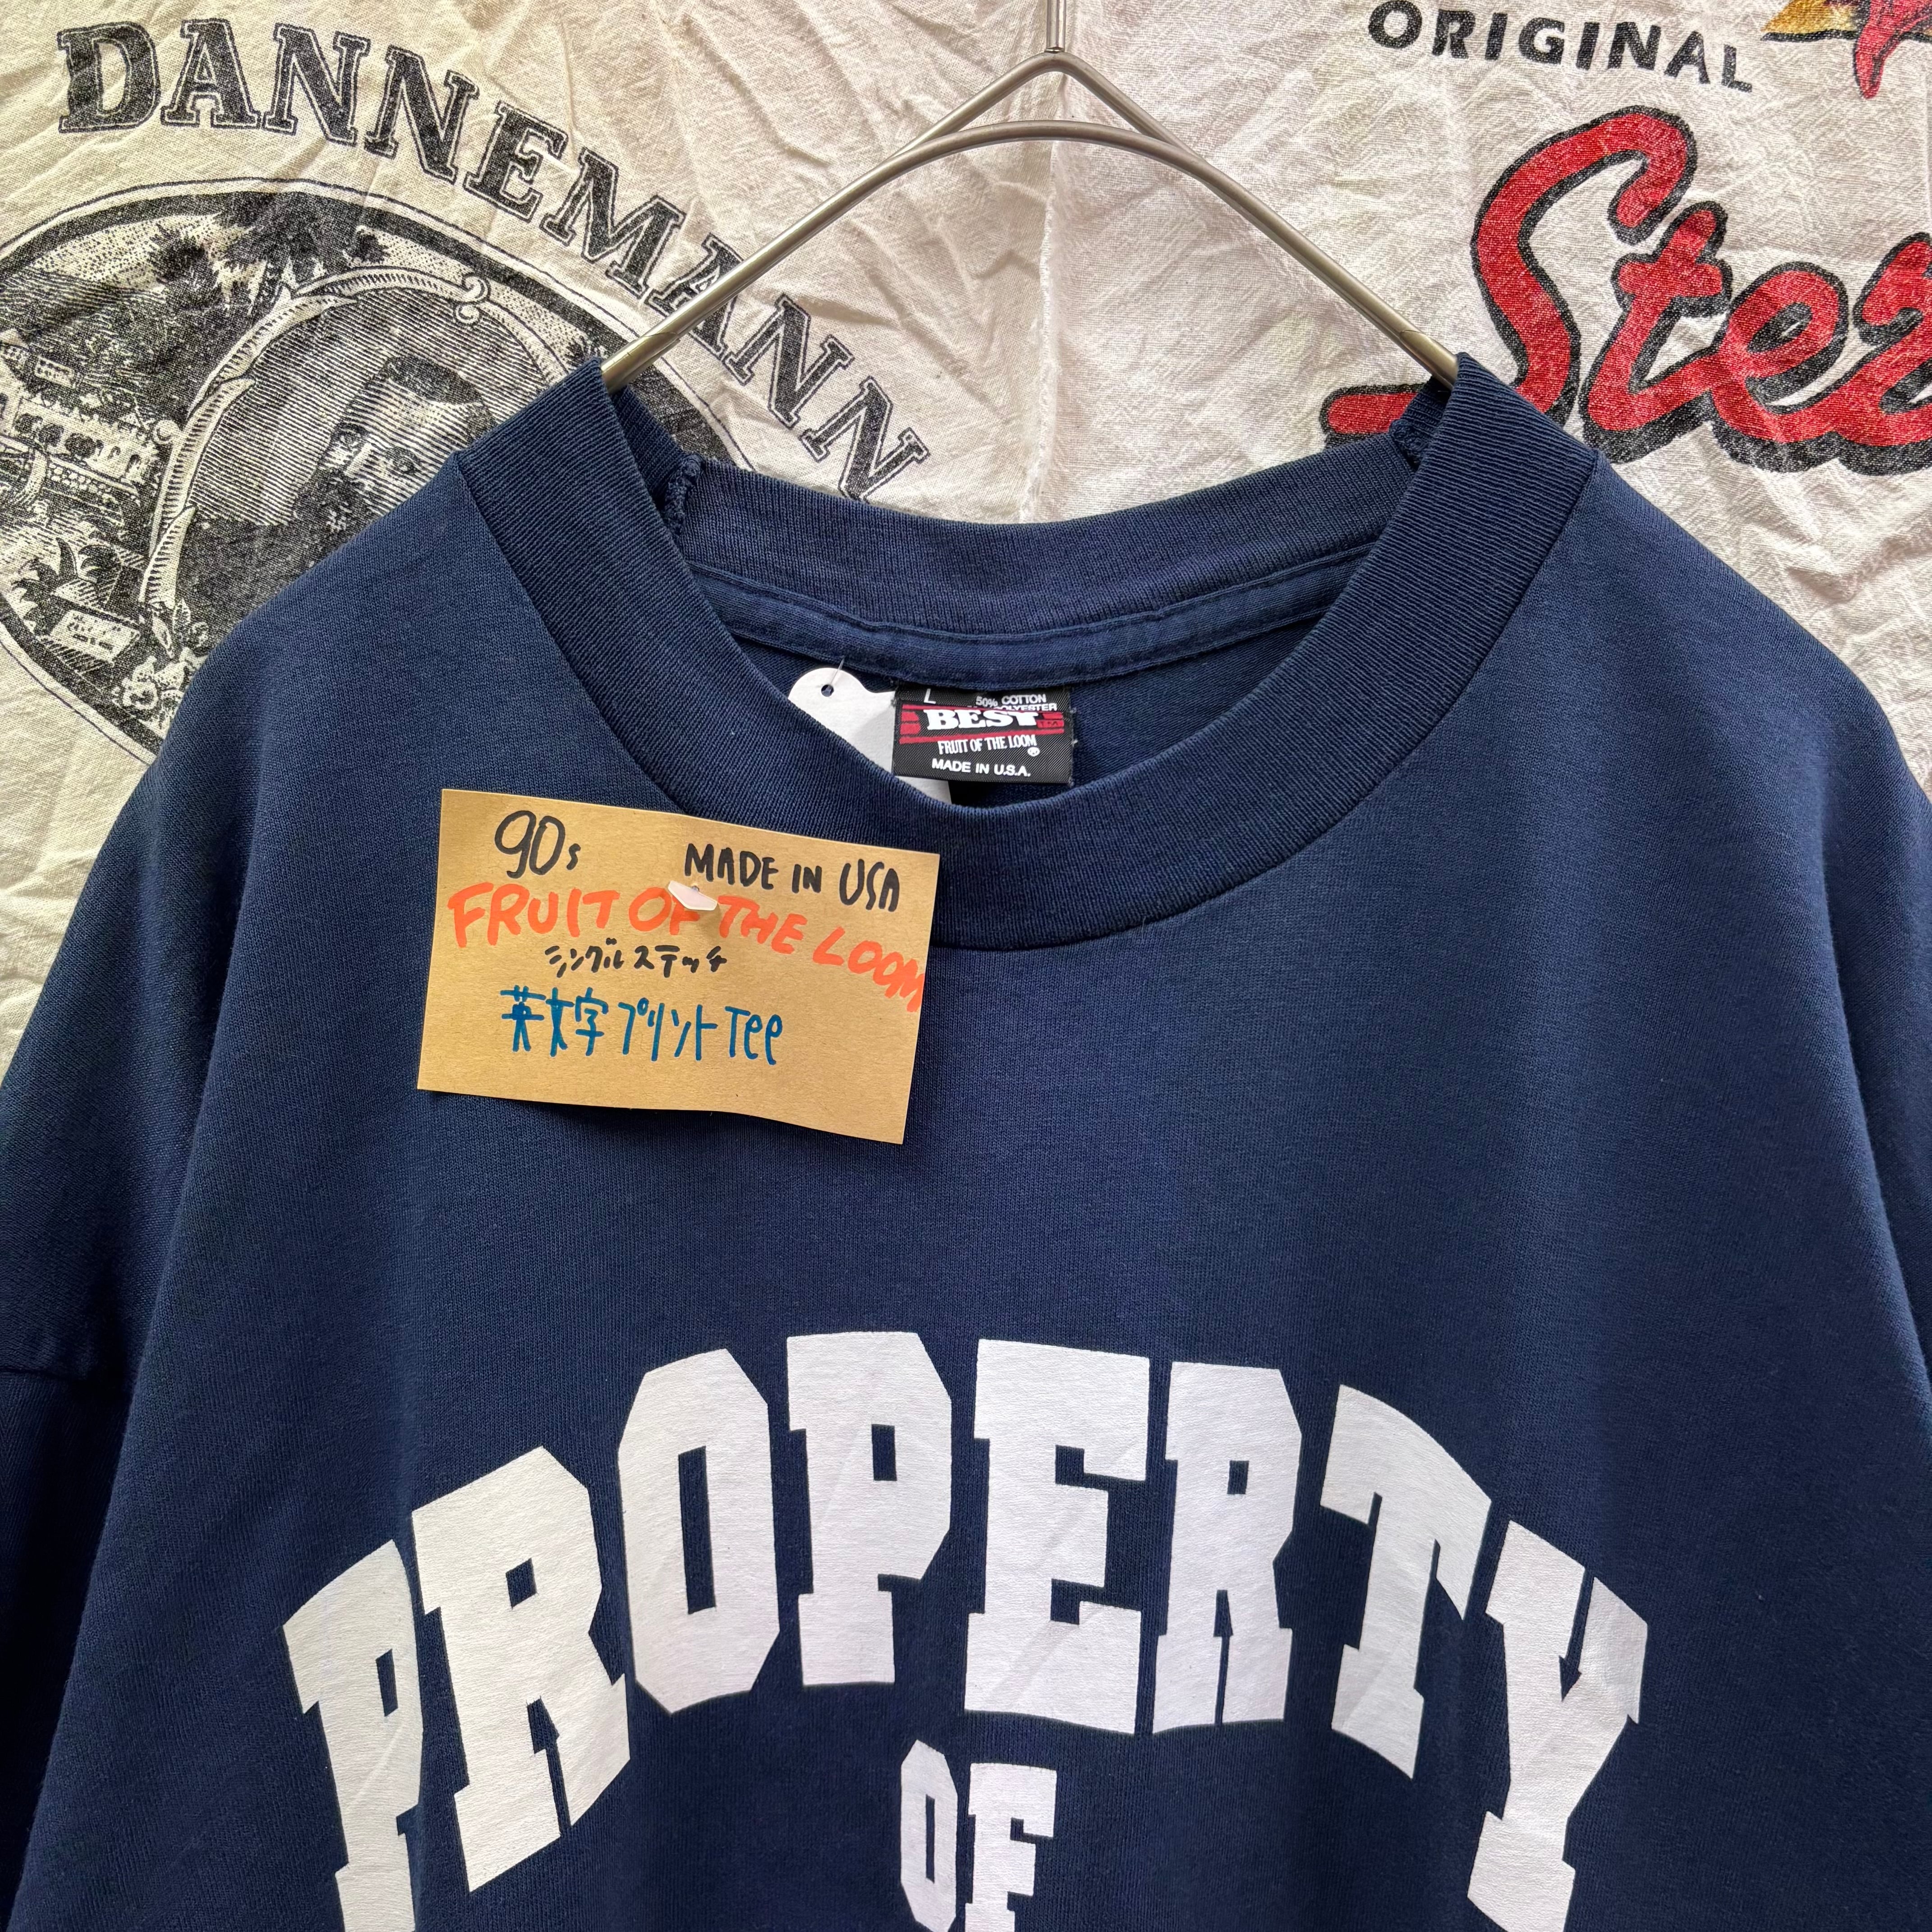 DANNEMANN
ORIGINAL
L
50% COTTON
POLYESTER
BEST™
FRUIT OF THE LOOM®
MADE IN U.S.A.
90s MADE IN USA
FRUIT OF THE LOOM
シングルステッチ
英文字プリントTee
PROPERTY
OF